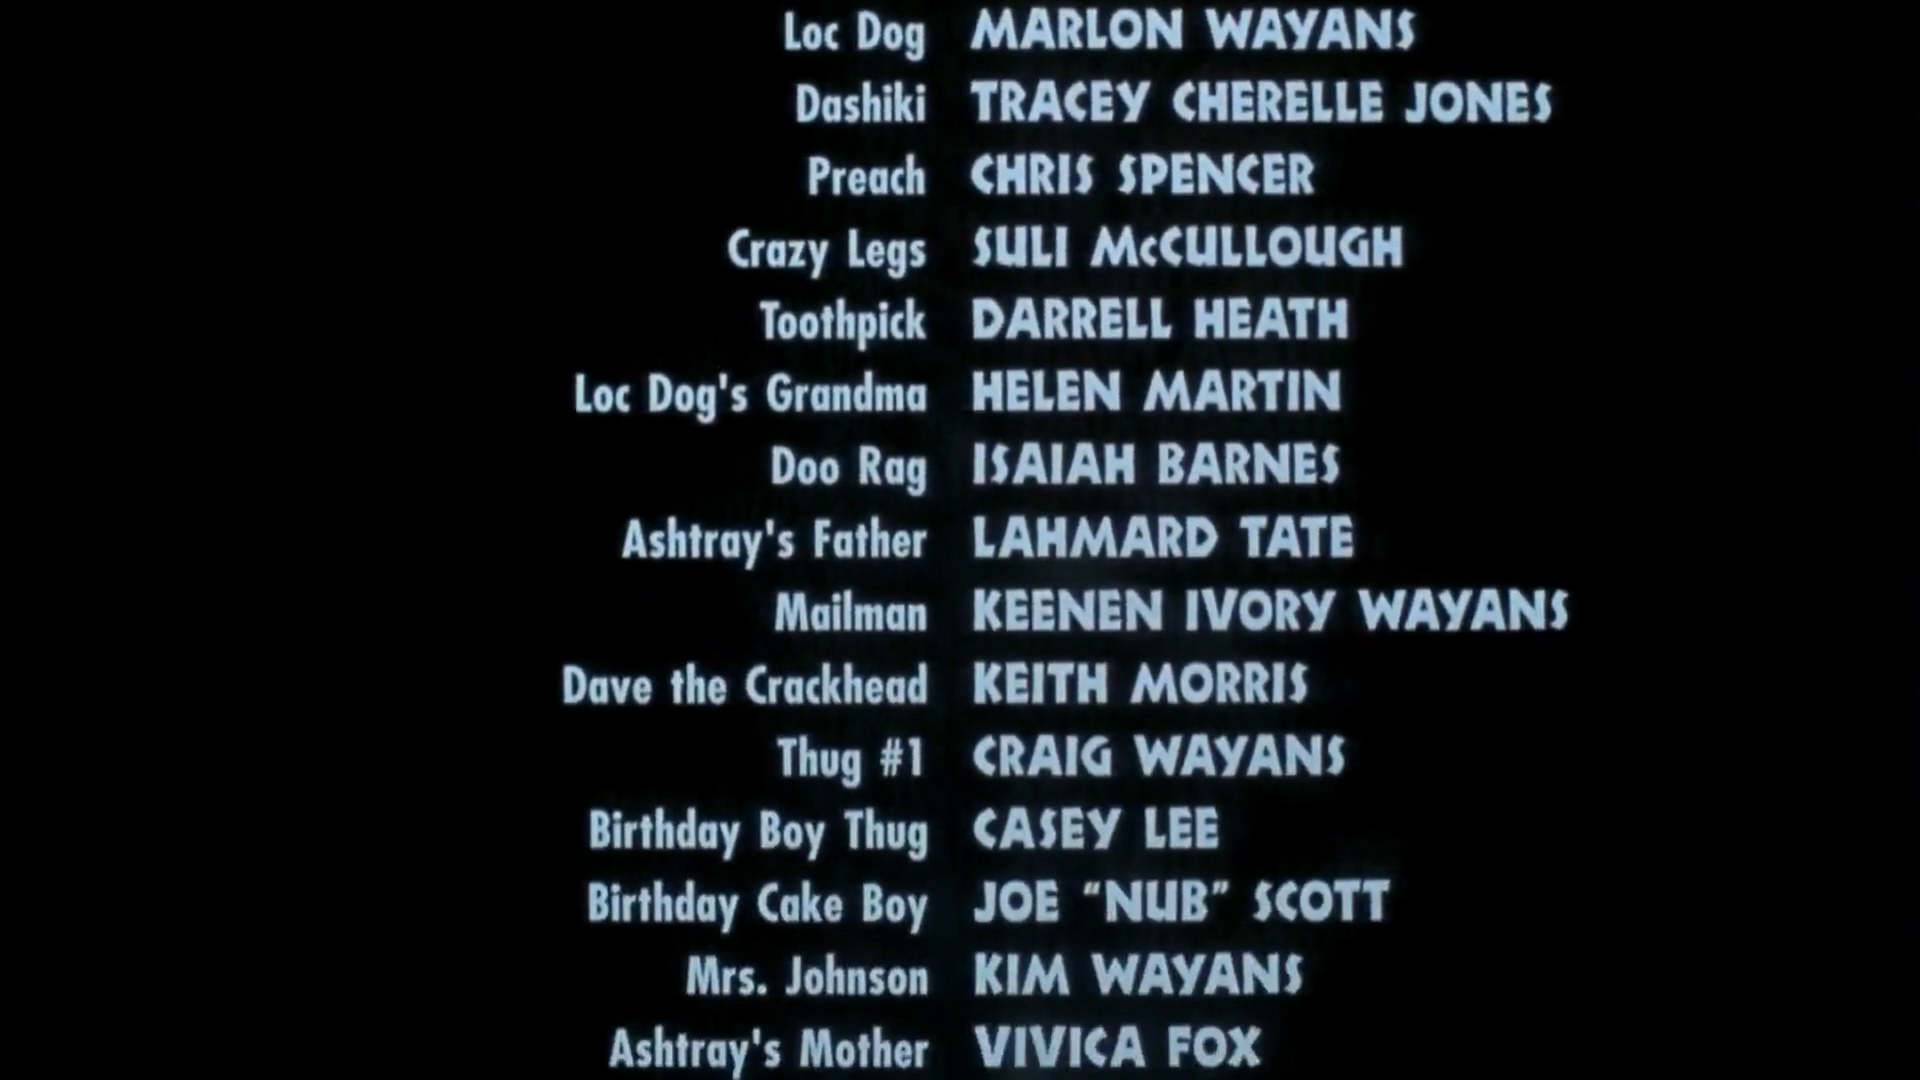 Loc Dog MARLON WAYANS
Dashiki TRACEY CHERELLE JONES
Preach CHRIS SPENCER
Crazy Legs SULI McCULLOUGH
Toothpick DARRELL HEATH
Loc Dog's Grandma HELEN MARTIN
Doo Rag ISAIAH BARNES
Ashtray's Father LAHMARD TATE
Mailman KEENEN IVORY WAYANS
Dave the Crackhead KEITH MORRIS
Thug #1 CRAIG WAYANS
Birthday Boy Thug CASEY LEE
Birthday Cake Boy JOE “NUB” SCOTT
Mrs. Johnson KIM WAYANS
Ashtray's Mother VIVICA FOX